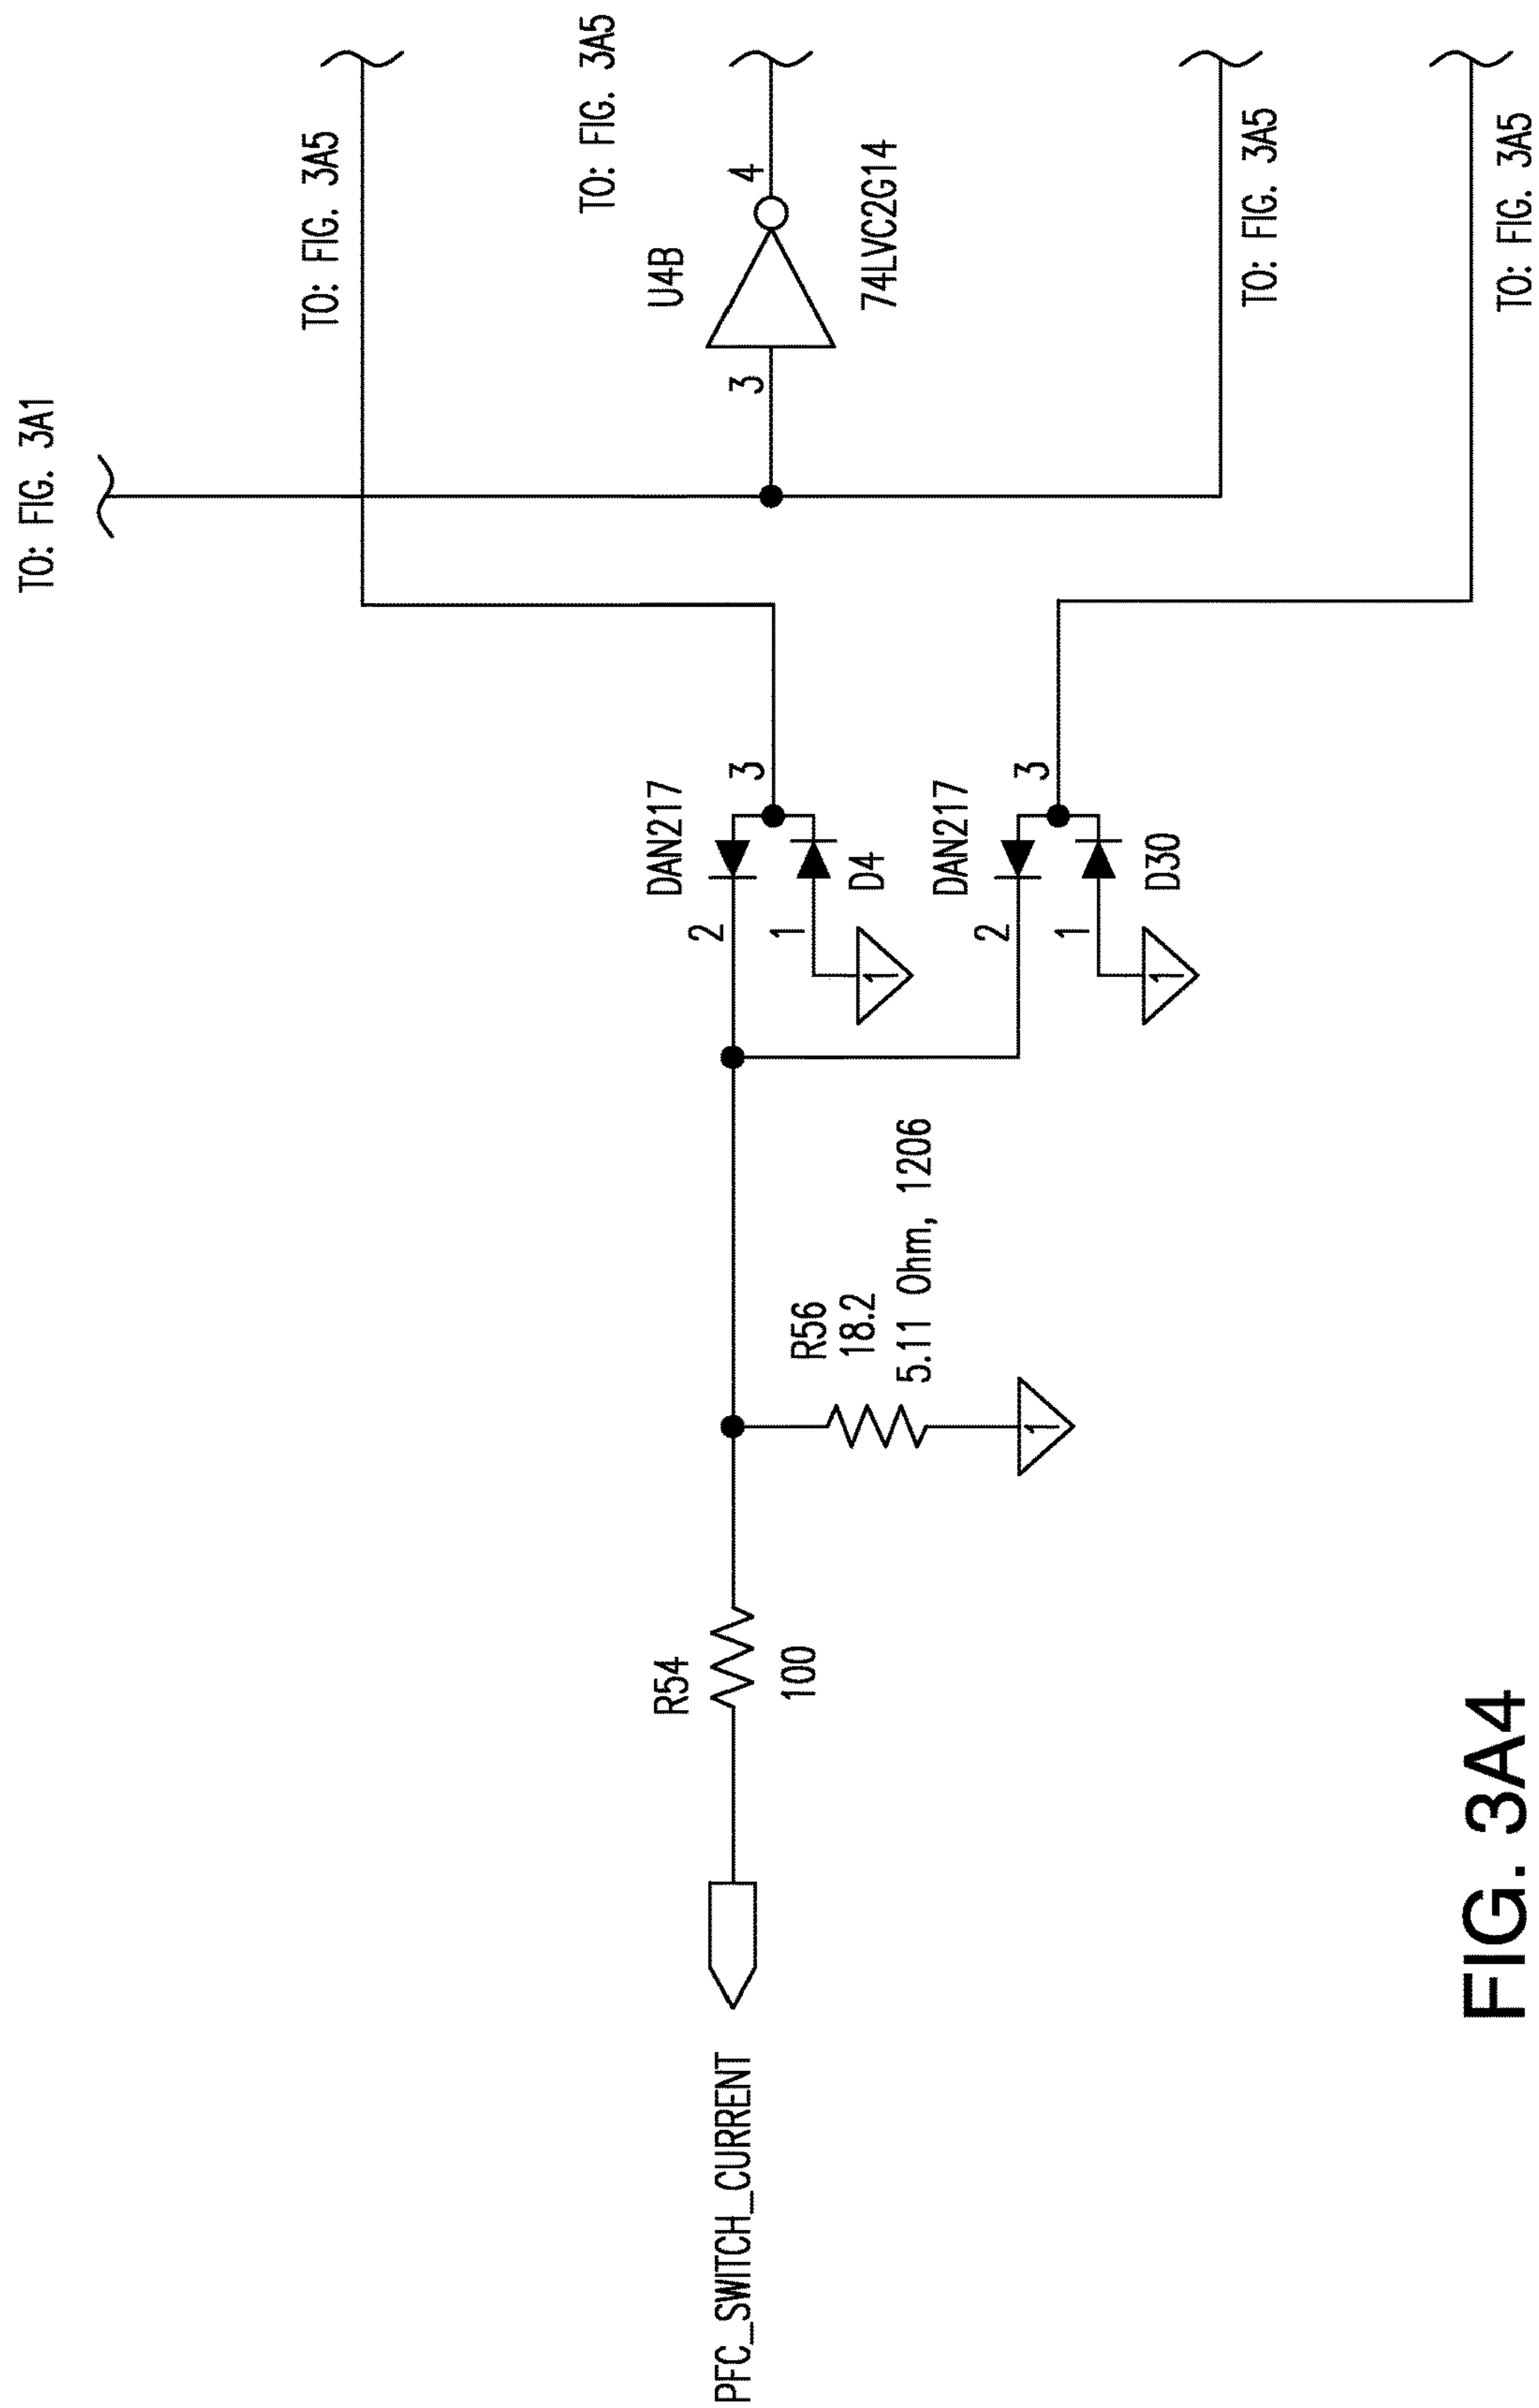 TO: FIG. 3A1
TO: FIG. 3A5
TO: FIG. 3A5
U4B
3
4
74LVC2G14
TO: FIG. 3A5
TO: FIG. 3A5
PFC_SWITCH_CURRENT
R54
100
R56
18.2
5.11 Ohm, 1206
DAN217
2
3
1
D4
1
DAN217
2
3
1
D30
1
1
FIG. 3A4